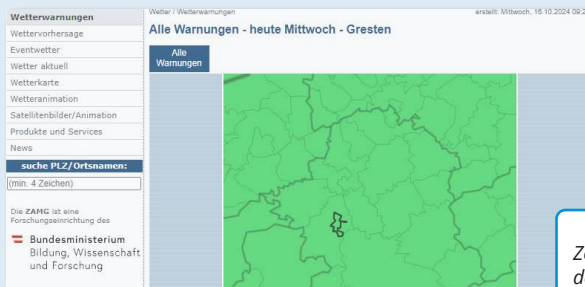 Wetterwarnungen
Wettervorhersage
Eventwetter
Wetter aktuell
Wetterkarte
Wetteranimation
Satellitenbilder/Animation
Produkte und Services
News
suche PLZ/Ortsnamen:
(min. 4 Zeichen)
Die ZAMG ist eine
Forschungseinrichtung des
Bundesministerium
Bildung, Wissenschaft
und Forschung
Wetter / Wetterwarnungen
erstellt: Mittwoch, 16.10.2024 09:2
Alle Warnungen - heute Mittwoch - Gresten
Alle
Warnungen